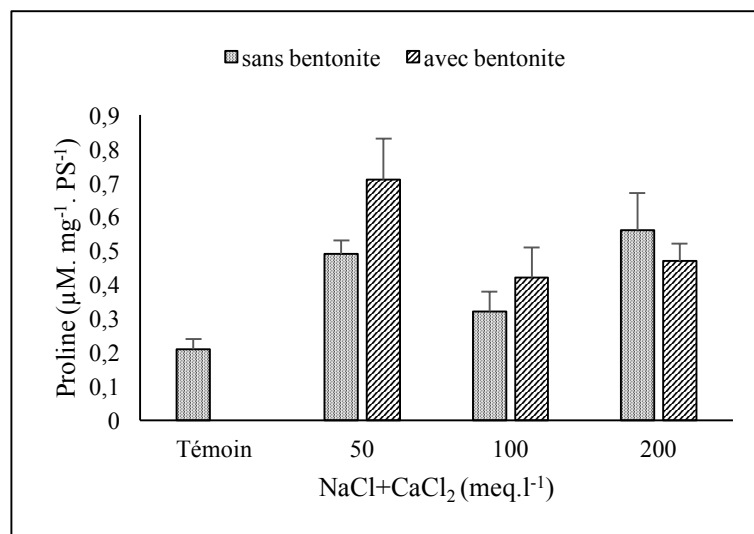 sans bentonite avec bentonite
Proline (µM. mg⁻¹. PS⁻¹)
0,9
0,8
0,7
0,6
0,5
0,4
0,3
0,2
0,1
0
Témoin 50 100 200
NaCl+CaCl₂ (meq.l⁻¹)